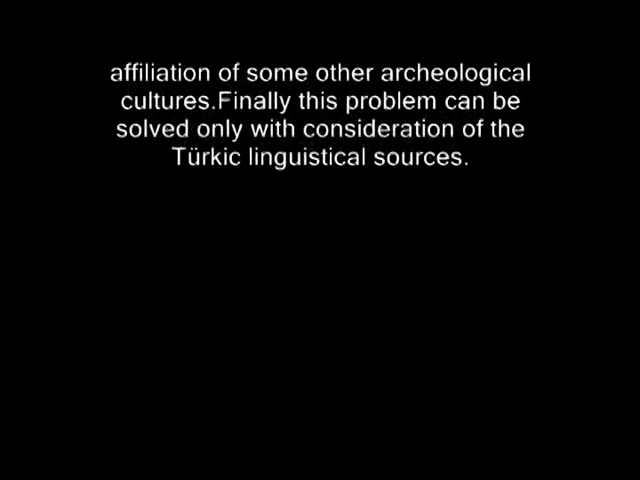 affiliation of some other archeological
cultures.Finally this problem can be
solved only with consideration of the
Türkic linguistical sources.